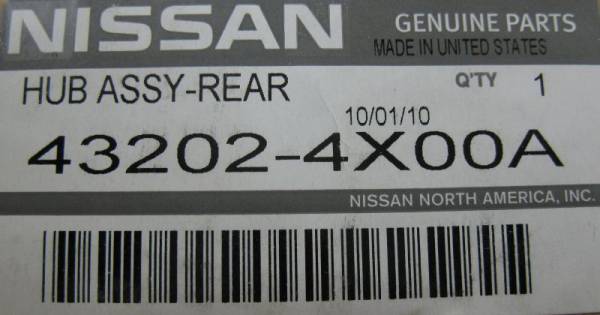 NISSAN GENUINE PARTS
MADE IN UNITED STATES
HUB ASSY-REAR Q'TY 1
10/01/10
43202-4X00A
NISSAN NORTH AMERICA, INC.